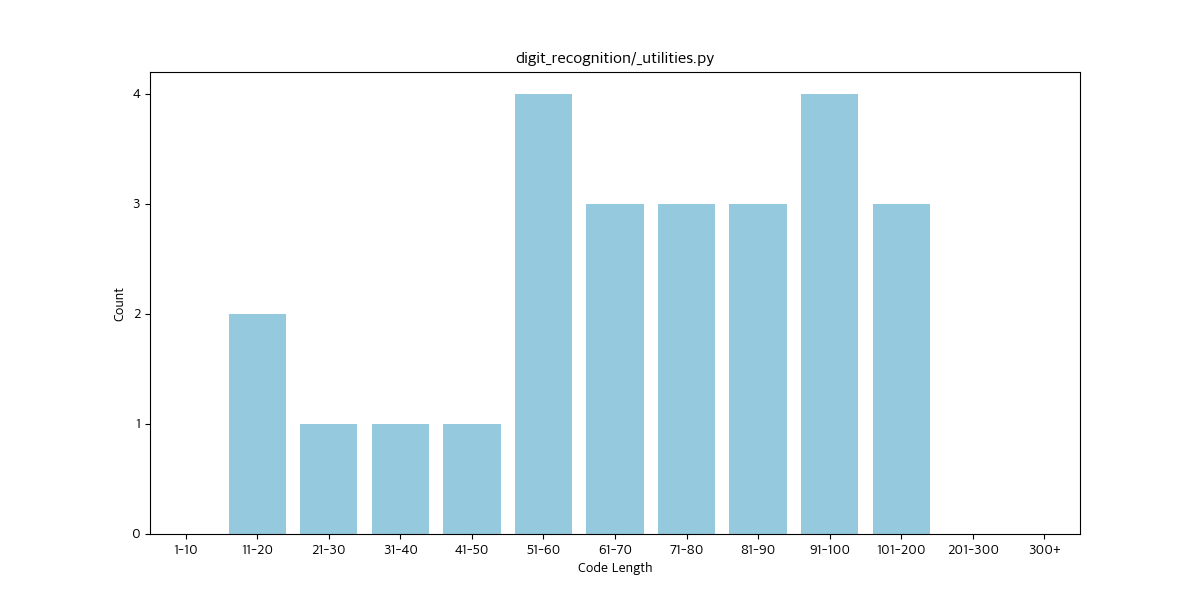 digit_recognition/_utilities.py
4
3
2
1
0
Count
1-10 11-20 21-30 31-40 41-50 51-60 61-70 71-80 81-90 91-100 101-200 201-300 300+
Code Length